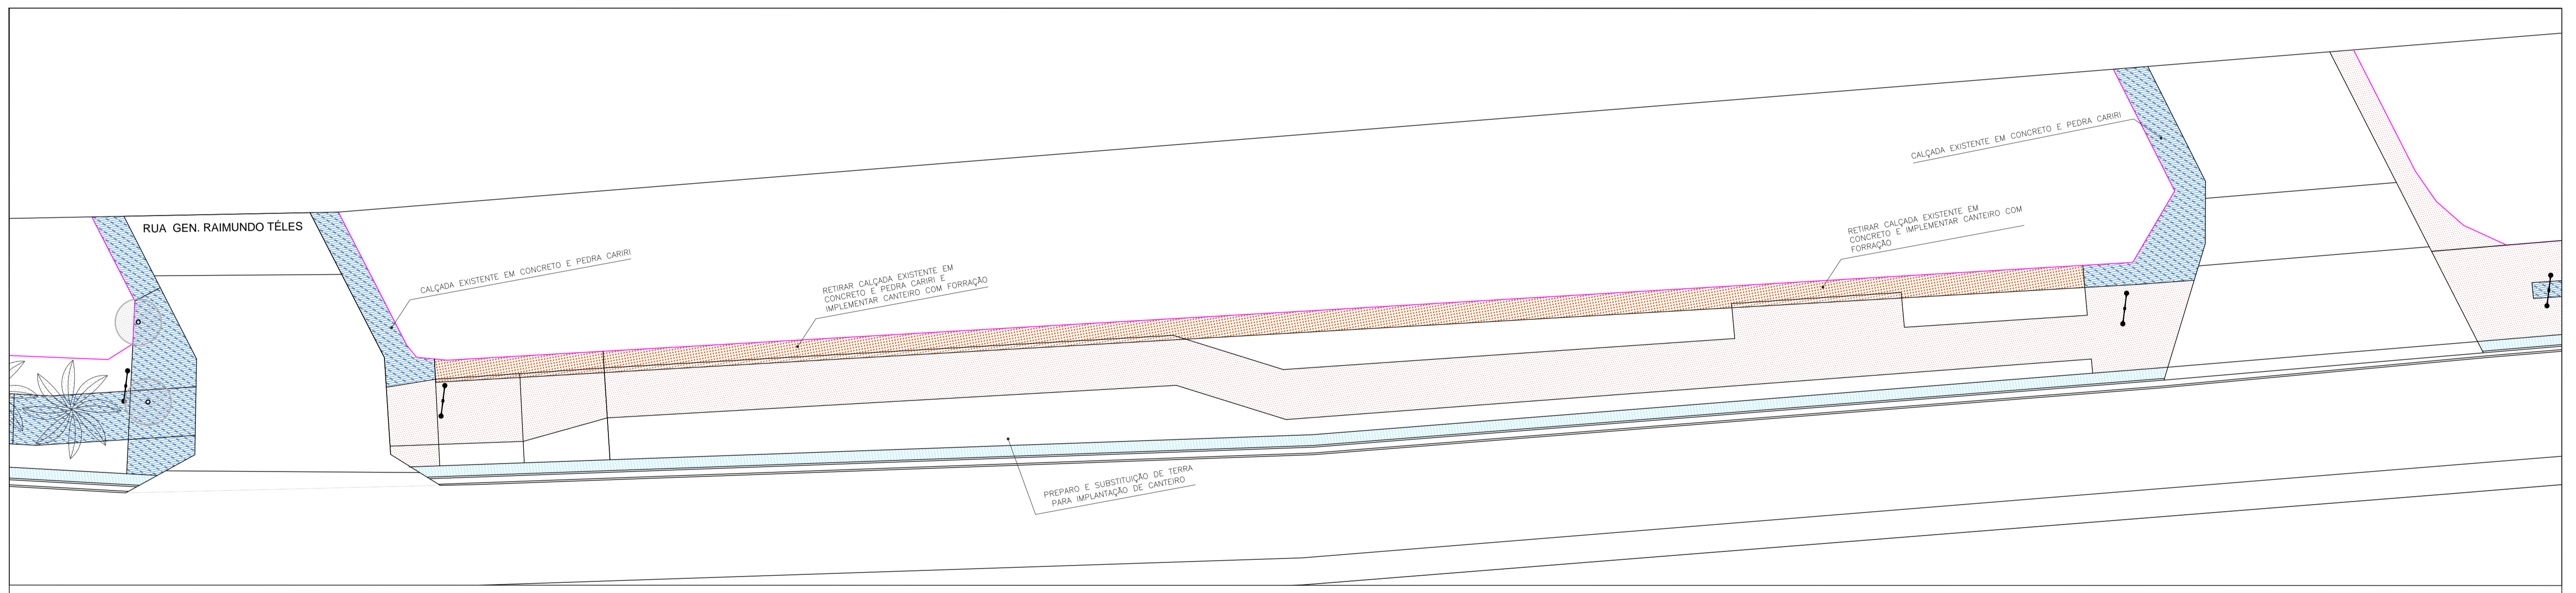 RUA GEN. RAIMUNDO TÉLES
CALÇADA EXISTENTE EM CONCRETO E PEDRA CARIRI
RETIRAR CALÇADA EXISTENTE EM
CONCRETO E PEDRA CARIRI E
IMPLEMENTAR CANTEIRO COM FORRAÇÃO
PREPARO E SUBSTITUIÇÃO DE TERRA
PARA IMPLANTAÇÃO DE CANTEIRO
RETIRAR CALÇADA EXISTENTE EM
CONCRETO E IMPLEMENTAR CANTEIRO COM
FORRAÇÃO
CALÇADA EXISTENTE EM CONCRETO E PEDRA CARIRI